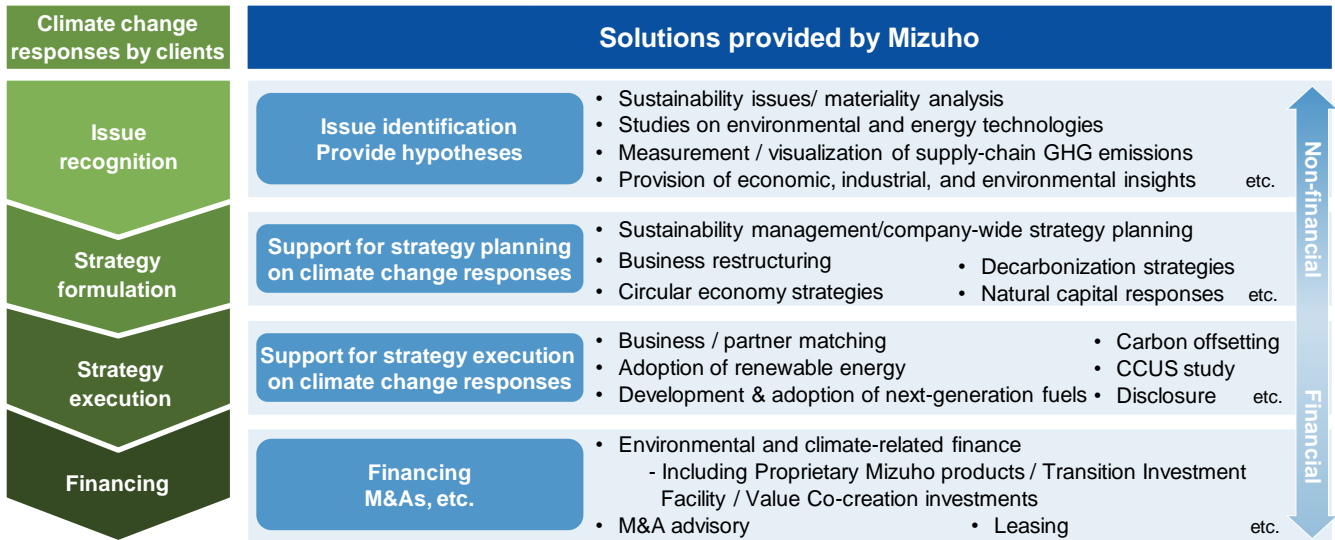 Climate change
responses by clients
Solutions provided by Mizuho
Issue
recognition
Issue identification
Provide hypotheses
• Sustainability issues/ materiality analysis
• Studies on environmental and energy technologies
• Measurement / visualization of supply-chain GHG emissions
• Provision of economic, industrial, and environmental insights etc.
Strategy
formulation
Support for strategy planning
on climate change responses
• Sustainability management/company-wide strategy planning
• Business restructuring
• Circular economy strategies
• Decarbonization strategies
• Natural capital responses etc.
Strategy
execution
Support for strategy execution
on climate change responses
• Business / partner matching
• Adoption of renewable energy
• Development & adoption of next-generation fuels
• Carbon offsetting
• CCUS study
• Disclosure etc.
Financing
Financing
M&As, etc.
• Environmental and climate-related finance
- Including Proprietary Mizuho products / Transition Investment
Facility / Value Co-creation investments
• M&A advisory • Leasing etc.
Non-financial
Financial